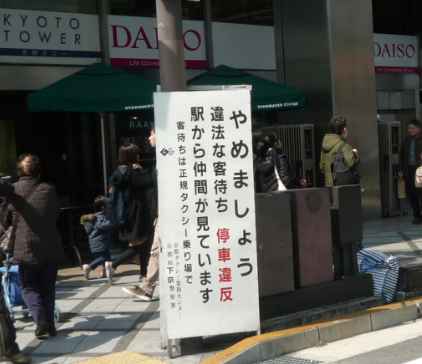 KYOTO
TOWER
DAISO
DAISO
やめましょう
違法な客待ち 停車違反
駅から仲間が見ています
客待ちは正規タクシー乗り場で